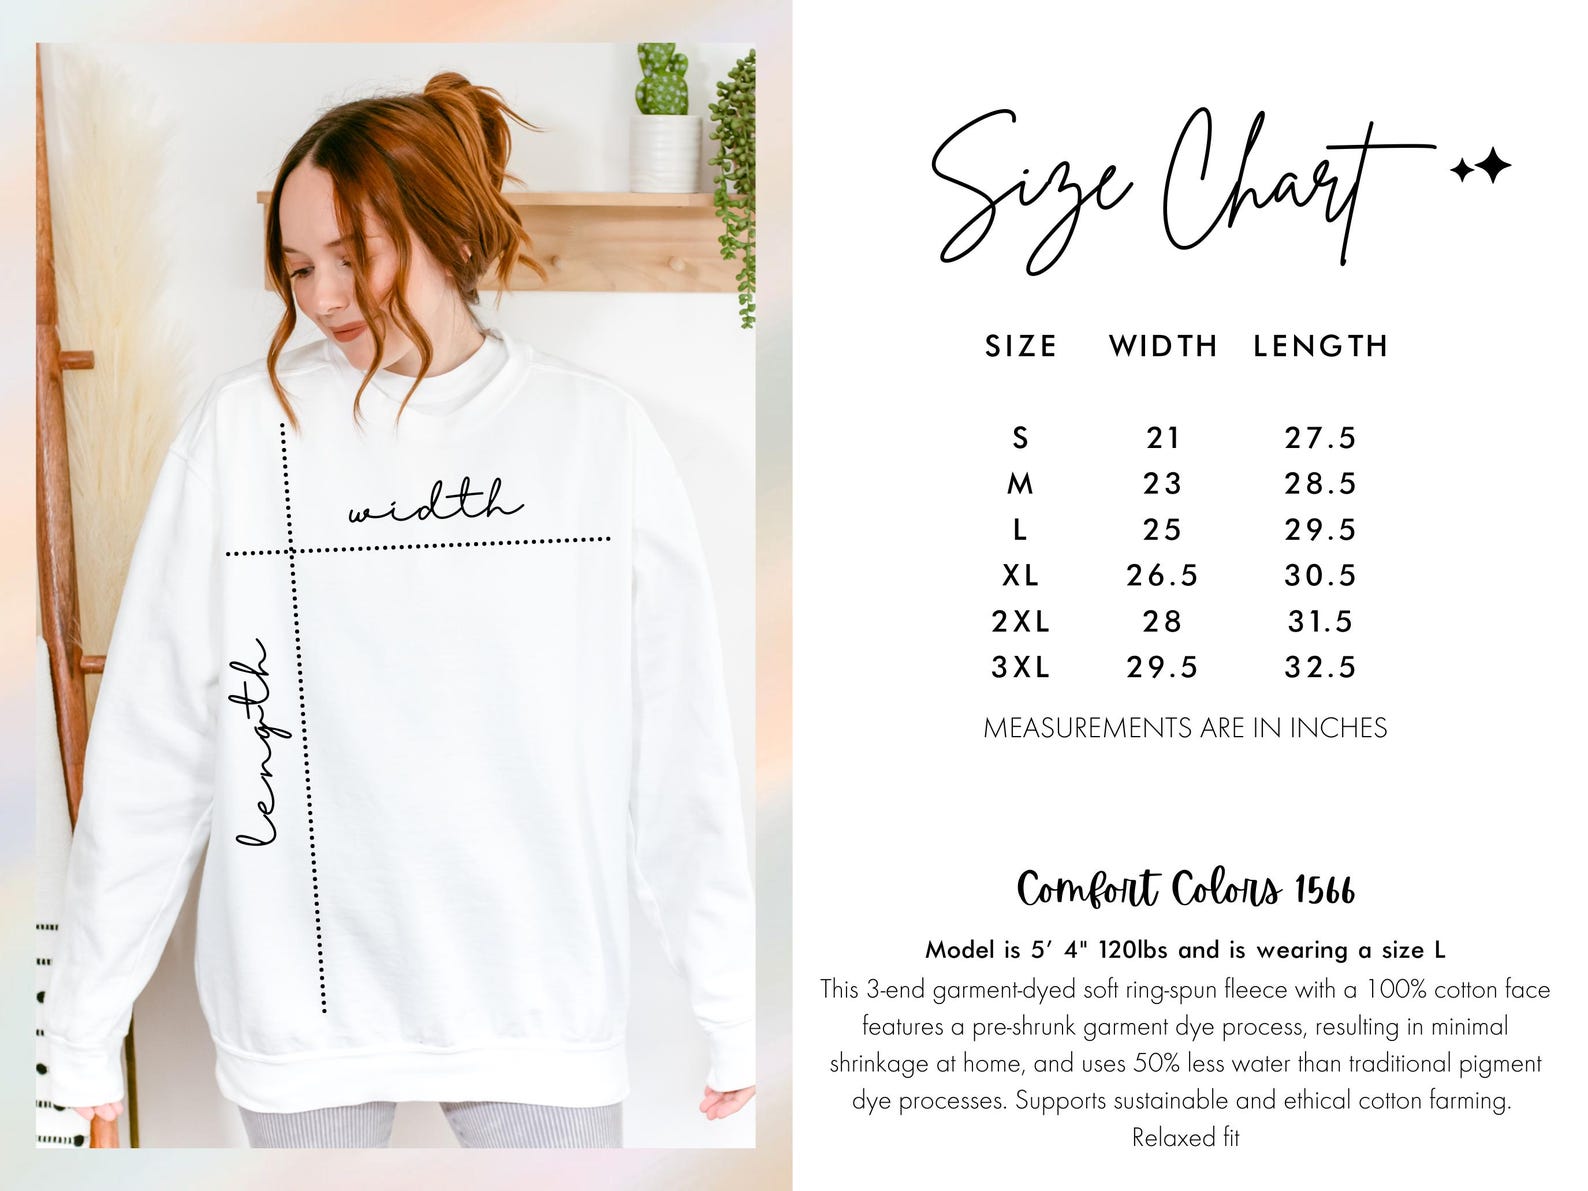 width
length
Size Chart
SIZE WIDTH LENGTH
S 21 27.5
M 23 28.5
L 25 29.5
XL 26.5 30.5
2XL 28 31.5
3XL 29.5 32.5
MEASUREMENTS ARE IN INCHES
Comfort Colors 1566
Model is 5’ 4" 120lbs and is wearing a size L
This 3-end garment-dyed soft ring-spun fleece with a 100% cotton face
features a pre-shrunk garment dye process, resulting in minimal
shrinkage at home, and uses 50% less water than traditional pigment
dye processes. Supports sustainable and ethical cotton farming.
Relaxed fit